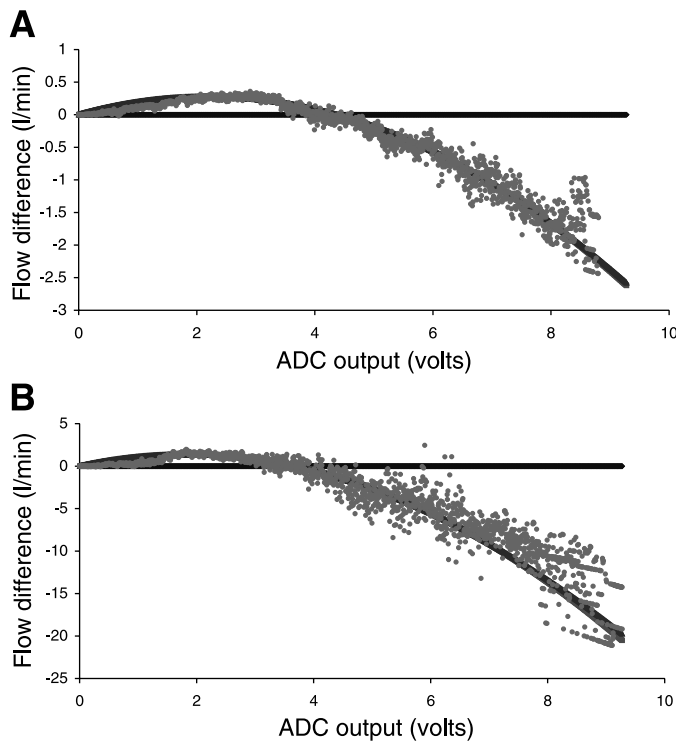 A
Flow difference (l/min)
1
0.5
0
-0.5
-1
-1.5
-2
-2.5
-3
0 2 4 6 8 10
ADC output (volts)
B
Flow difference (l/min)
5
0
-5
-10
-15
-20
-25
0 2 4 6 8 10
ADC output (volts)